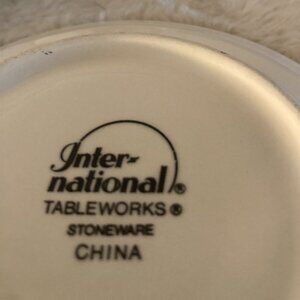 Inter-
national®
TABLEWORKS®
STONEWARE
CHINA